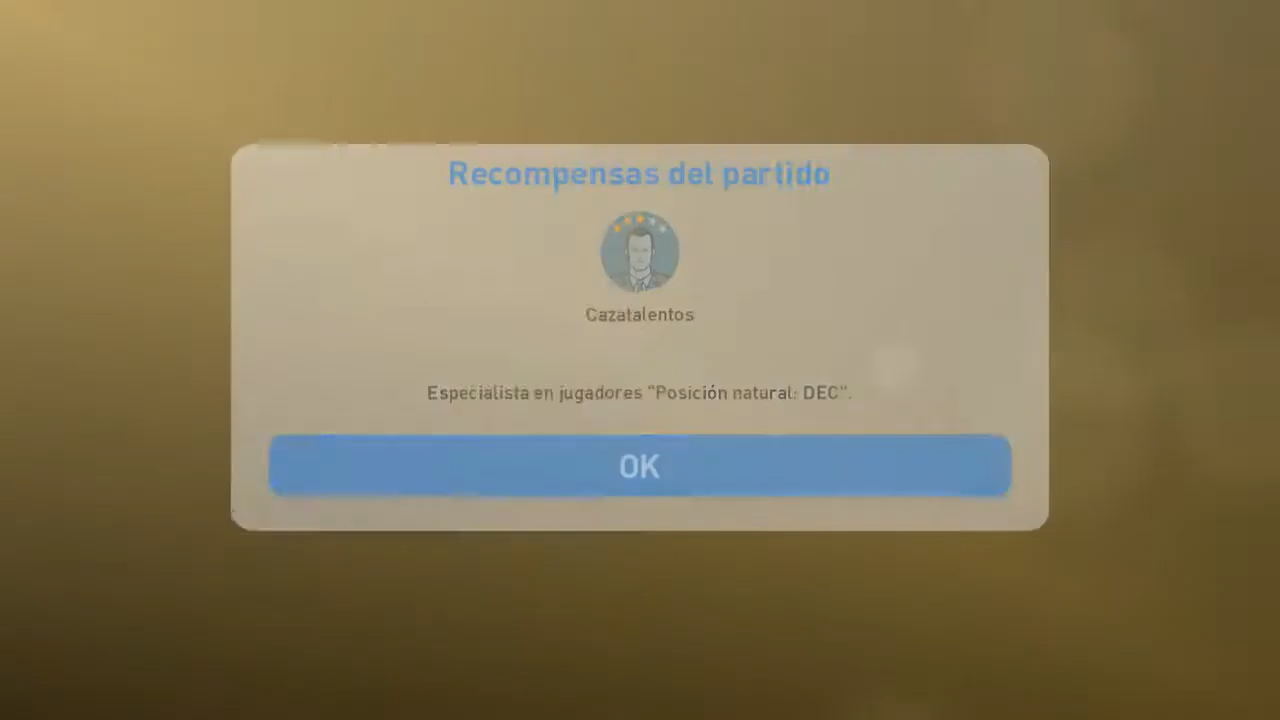 Recompensas del partido
Cazatalentos
Especialista en jugadores "Posición natural: DEC".
OK